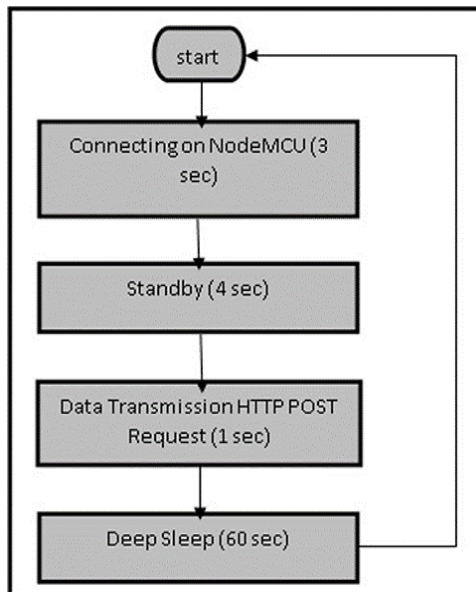 start
Connecting on NodeMCU (3
sec)
Standby (4 sec)
Data Transmission HTTP POST
Request (1 sec)
Deep Sleep (60 sec)